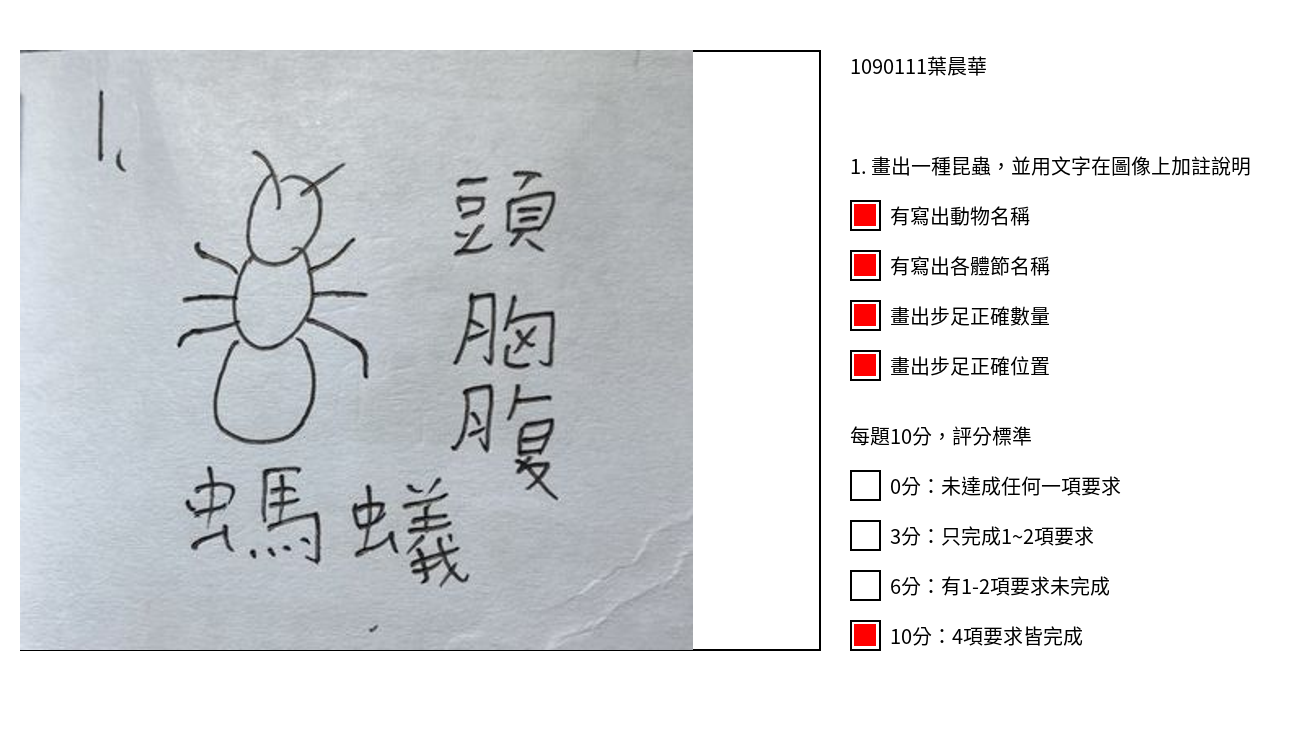 1.
頭
胸
腹
螞蟻
1090111葉晨華
1. 畫出一種昆蟲，並用文字在圖像上加註說明
有寫出動物名稱
有寫出各體節名稱
畫出步足正確數量
畫出步足正確位置
每題10分，評分標準
0分：未達成任何一項要求
3分：只完成1~2項要求
6分：有1-2項要求未完成
10分：4項要求皆完成